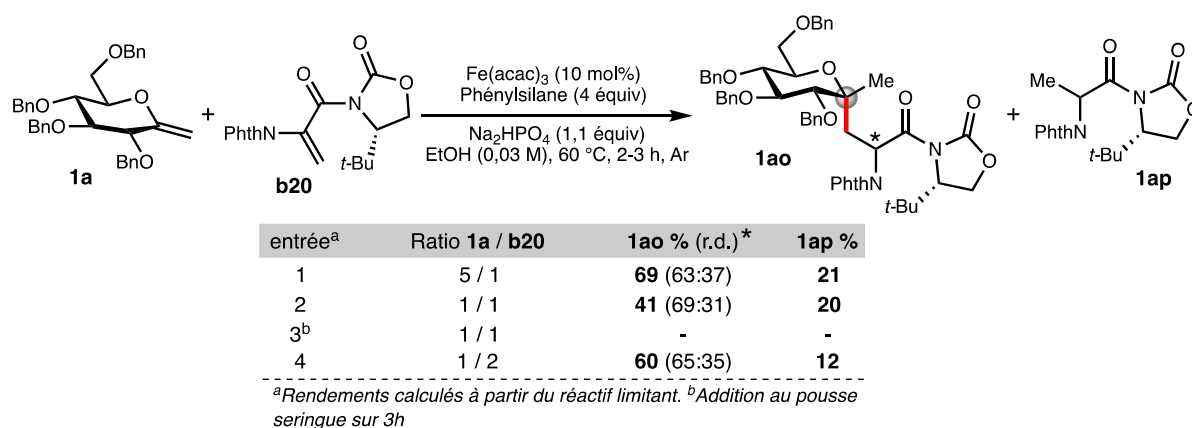 OBn
BnO
BnO
BnO
O
1a
+
O
O
O
N
PhthN
t-Bu
b20
Fe(acac)3 (10 mol%)
Phénylsilane (4 équiv)
Na2HPO4 (1,1 équiv)
EtOH (0,03 M), 60 °C, 2-3 h, Ar
OBn
BnO
BnO
BnO
O
Me
*
O
O
O
N
PhthN
t-Bu
1ao
+
Me
O
O
O
N
PhthN
t-Bu
1ap
entréea Ratio 1a / b20 1ao % (r.d.)* 1ap %
1 5 / 1 69 (63:37) 21
2 1 / 1 41 (69:31) 20
3b 1 / 1 - -
4 1 / 2 60 (65:35) 12
aRendements calculés à partir du réactif limitant. bAddition au pousse
seringue sur 3h